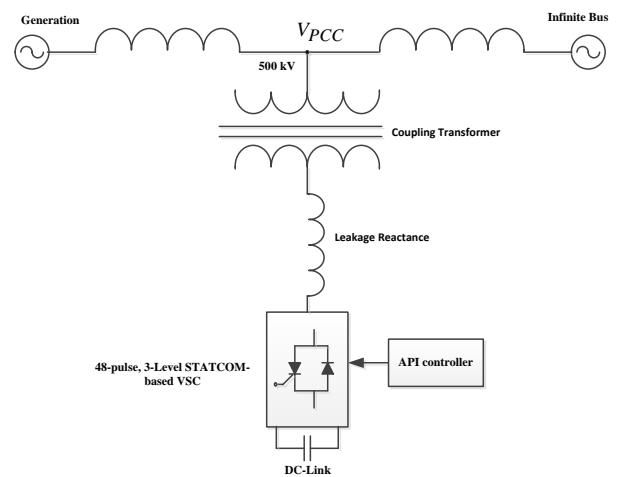 Generation
V_PCC
Infinite Bus
500 kV
Coupling Transformer
Leakage Reactance
48-pulse, 3-Level STATCOM-
based VSC
API controller
DC-Link